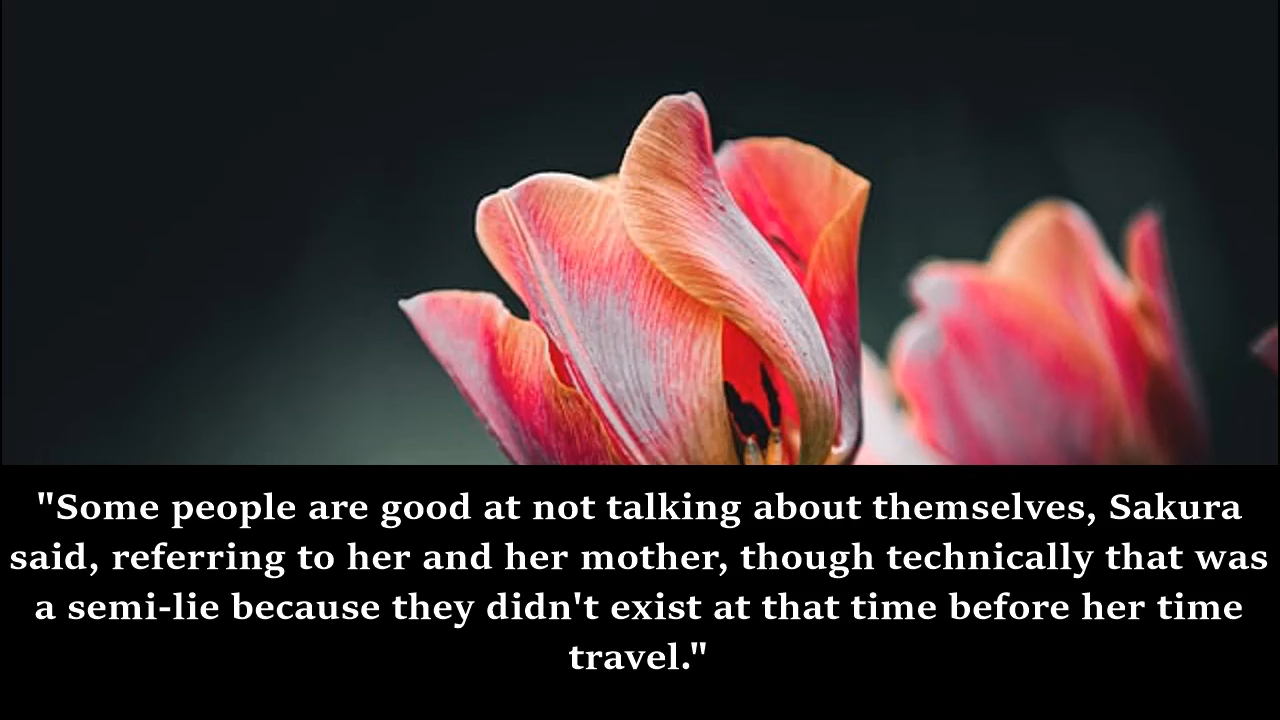 "Some people are good at not talking about themselves, Sakura
said, referring to her and her mother, though technically that was
a semi-lie because they didn't exist at that time before her time
travel."